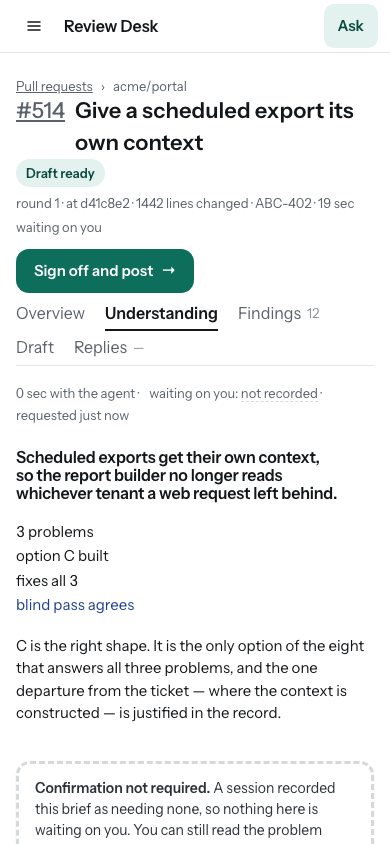 Review Desk
Ask
Pull requests › acme/portal
#514 Give a scheduled export its
own context
Draft ready
round 1 · at d41c8e2 · 1442 lines changed · ABC-402 · 19 sec
waiting on you
Sign off and post →
Overview Understanding Findings 12
Draft Replies —
0 sec with the agent · waiting on you: not recorded ·
requested just now
Scheduled exports get their own context,
so the report builder no longer reads
whichever tenant a web request left behind.
3 problems
option C built
fixes all 3
blind pass agrees
C is the right shape. It is the only option of the eight
that answers all three problems, and the one
departure from the ticket — where the context is
constructed — is justified in the record.
Confirmation not required. A session recorded
this brief as needing none, so nothing here is
waiting on you. You can still read the problem